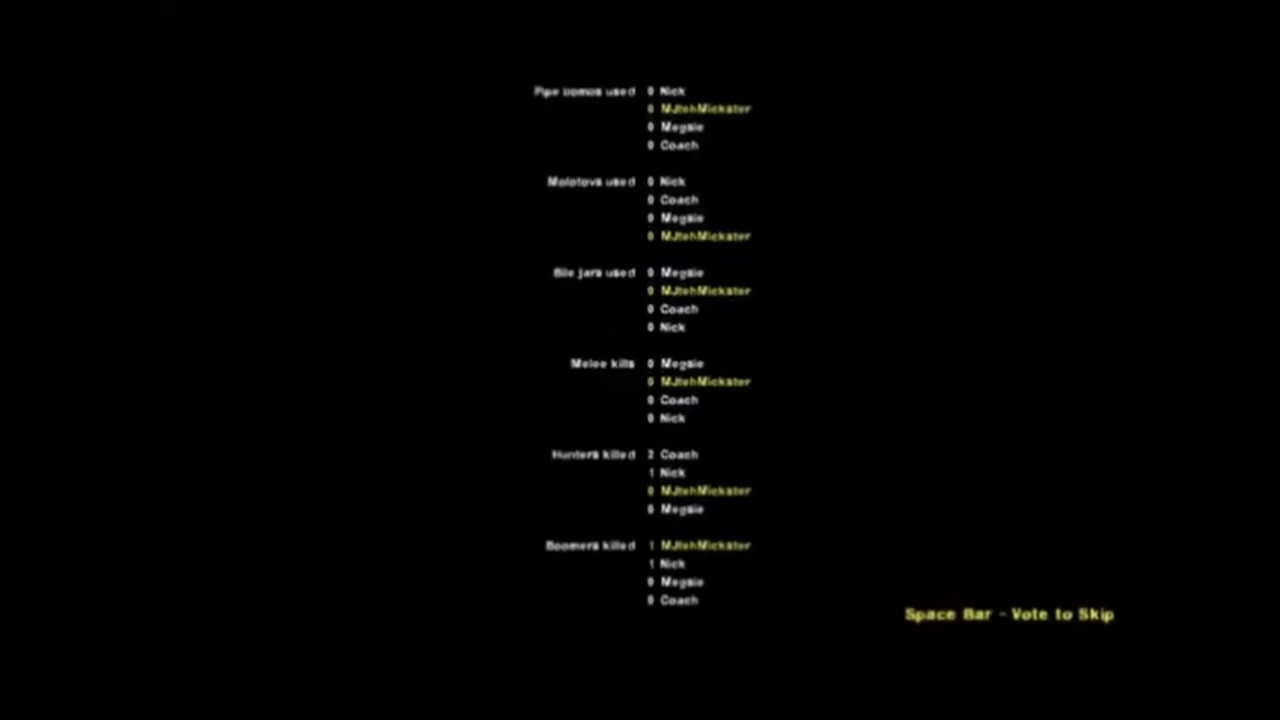 Pipe bombs used 0 Nick
0 MJtehMickster
0 Megsie
0 Coach
Molotovs used 0 Nick
0 Coach
0 Megsie
0 MJtehMickster
Bile jars used 0 Megsie
0 MJtehMickster
0 Coach
0 Nick
Melee kills 0 Megsie
0 MJtehMickster
0 Coach
0 Nick
Hunters killed 2 Coach
1 Nick
0 MJtehMickster
0 Megsie
Boomers killed 1 MJtehMickster
1 Nick
0 Megsie
0 Coach
Space Bar - Vote to Skip